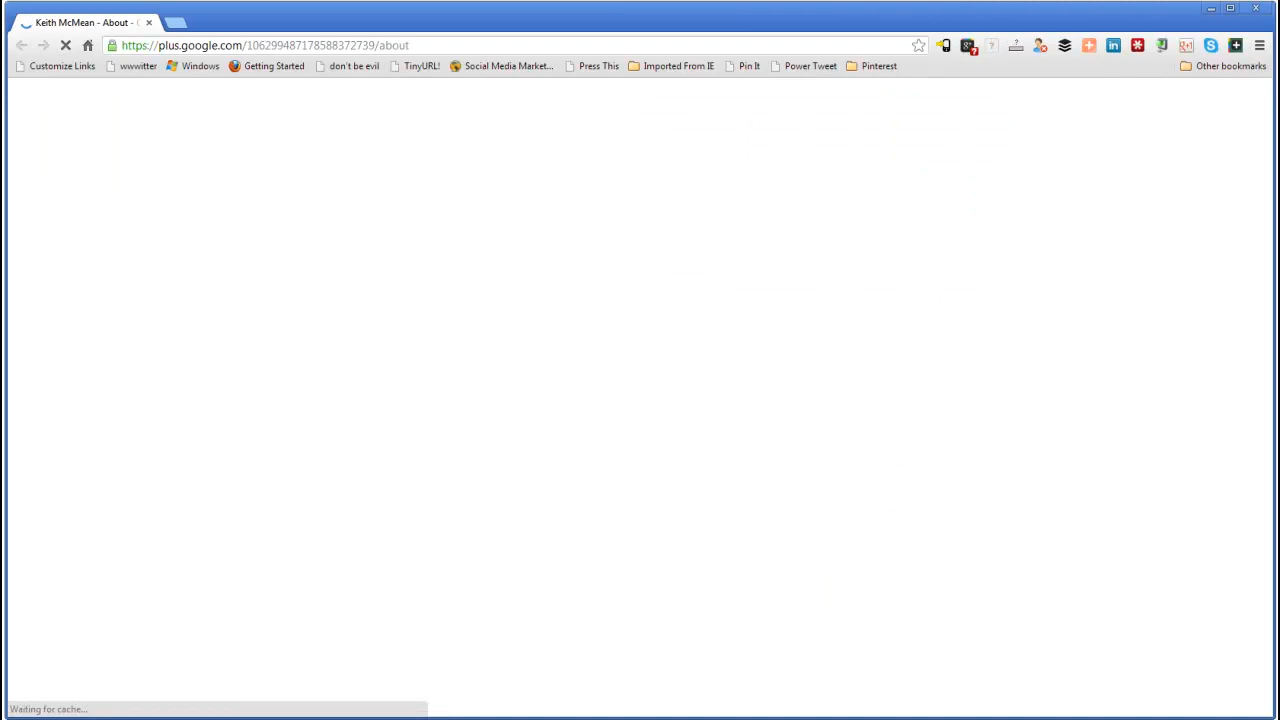 Keith McMean - About -
https://plus.google.com/106299487178588372739/about
Customize Links wwwitter Windows Getting Started don't be evil TinyURL! Social Media Market... Press This Imported From IE Pin It Power Tweet Pinterest Other bookmarks
Waiting for cache...